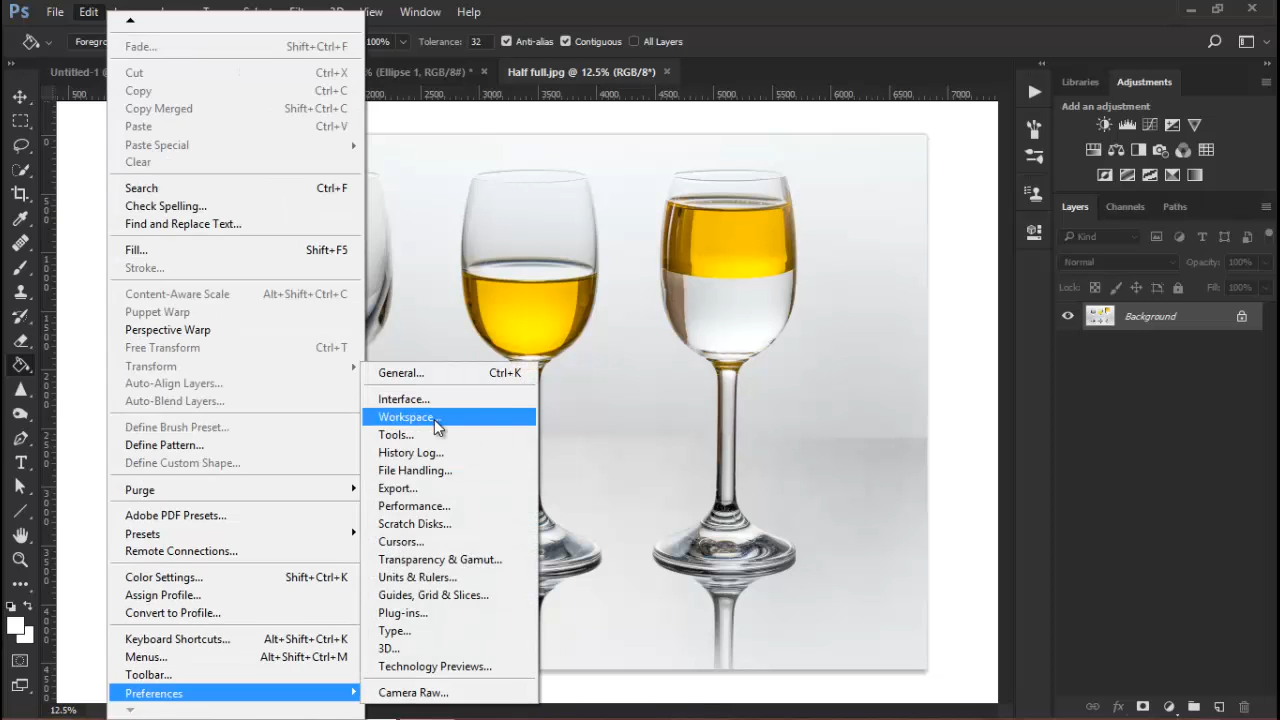 Ps File Edit View Window Help
100% Tolerance: 32 Anti-alias Contiguous All Layers
Untitled-1 @ % (Ellipse 1, RGB/8#) * × Half full.jpg @ 12.5% (RGB/8*) ×
500 2000 2500 3000 3500 4000 4500 5000 5500 6000 6500 7000
Fade... Shift+Ctrl+F
Cut Ctrl+X
Copy Ctrl+C
Copy Merged Shift+Ctrl+C
Paste Ctrl+V
Paste Special
Clear
Search Ctrl+F
Check Spelling...
Find and Replace Text...
Fill... Shift+F5
Stroke...
Content-Aware Scale Alt+Shift+Ctrl+C
Puppet Warp
Perspective Warp
Free Transform Ctrl+T
Transform
Auto-Align Layers...
Auto-Blend Layers...
Define Brush Preset...
Define Pattern...
Define Custom Shape...
Purge
Adobe PDF Presets...
Presets
Remote Connections...
Color Settings... Shift+Ctrl+K
Assign Profile...
Convert to Profile...
Keyboard Shortcuts... Alt+Shift+Ctrl+K
Menus... Alt+Shift+Ctrl+M
Toolbar...
Preferences
General... Ctrl+K
Interface...
Workspace...
Tools...
History Log...
File Handling...
Export...
Performance...
Scratch Disks...
Cursors...
Transparency & Gamut...
Units & Rulers...
Guides, Grid & Slices...
Plug-ins...
Type...
3D...
Technology Previews...
Camera Raw...
12.5%
Libraries Adjustments
Add an adjustment
Layers Channels Paths
Kind
Normal Opacity: 100%
Lock: Fill: 100%
Background